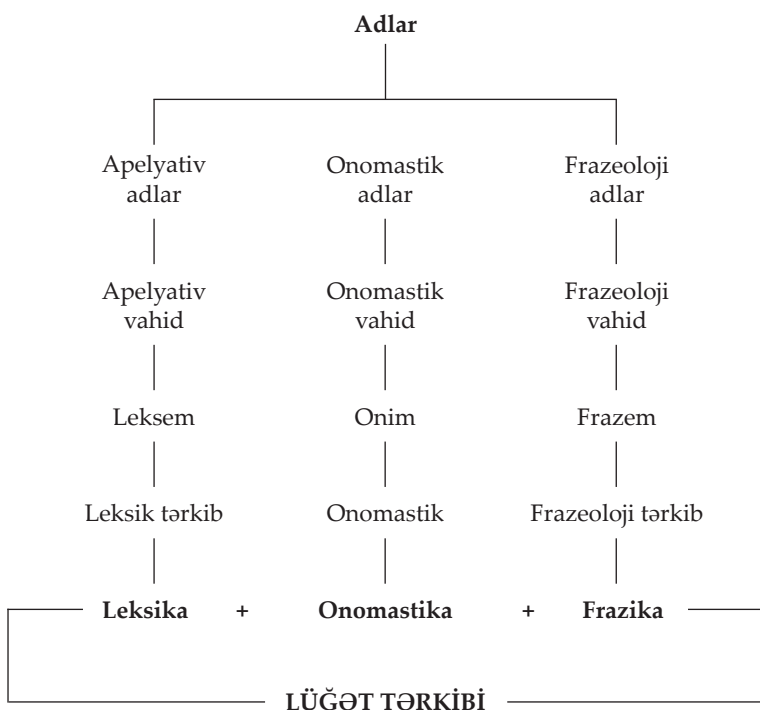 Adlar
Apelyativ Onomastik Frazeoloji
adlar adlar adlar
Apelyativ Onomastik Frazeoloji
vahid vahid vahid
Leksem Onim Frazem
Leksik tərkib Onomastik Frazeoloji tərkib
Leksika + Onomastika + Frazika
LÜĞƏT TƏRKİBİ